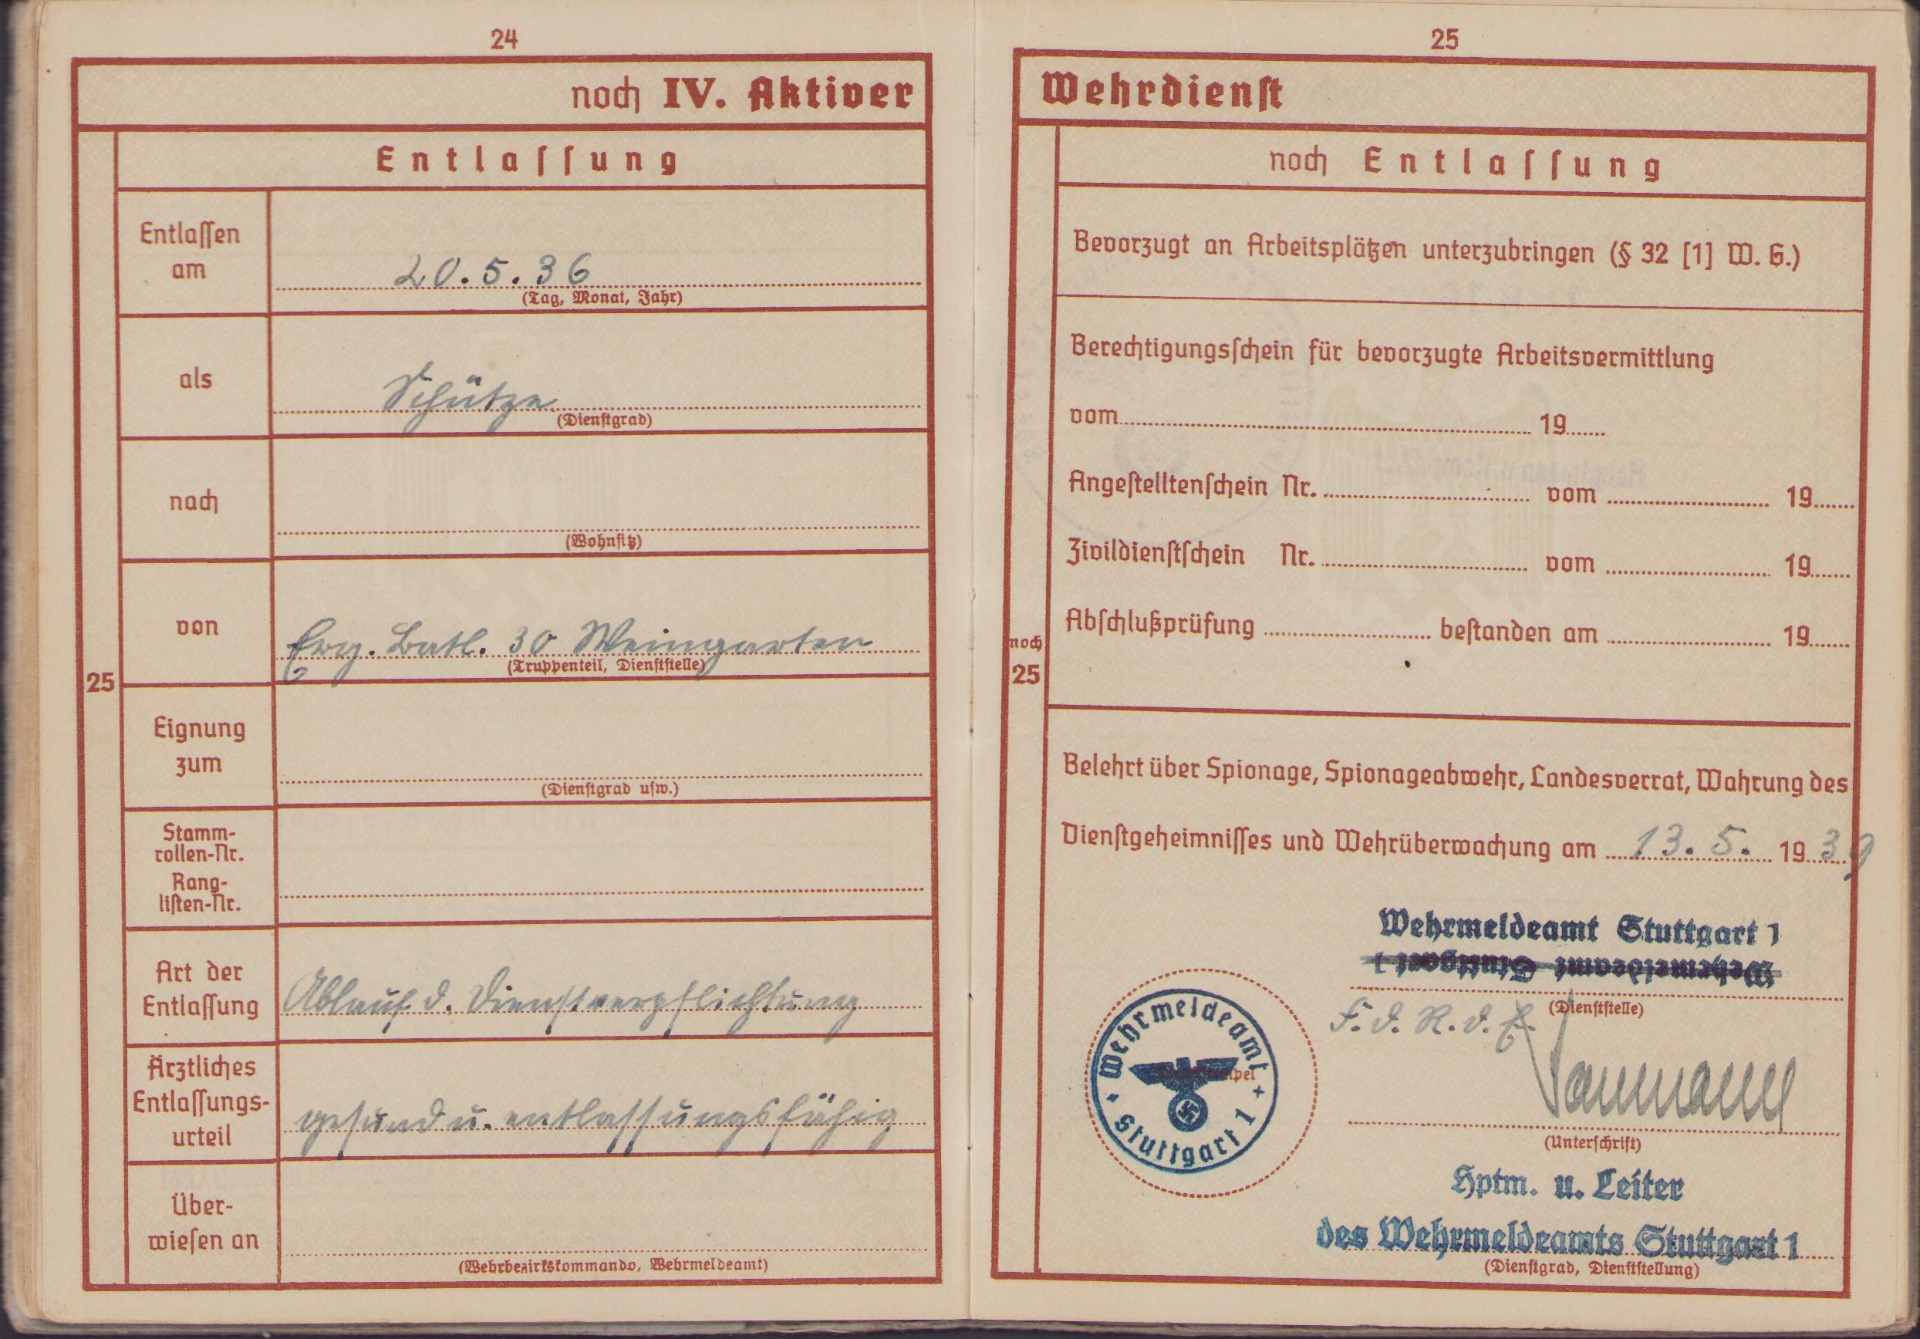 24
noch IV. Aktiver
Entlassung
Entlassen am
20.5.36
(Tag, Monat, Jahr)
als
Schütze
(Dienstgrad)
nach
(Wohnsitz)
von
Erg. Batl. 30 Weingarten
(Truppenteil, Dienststelle)
25
Eignung zum
(Dienstgrad usw.)
Stamm-
rollen-Nr.
Rang-
listen-Nr.
Art der
Entlassung
Ablauf d. Dienstverpflichtung
Ärztliches
Entlassungs-
urteil
gesund u. entlassungsfähig
Über-
wiesen an
(Wehrbezirkskommando, Wehrmeldeamt)
25
Wehrdienst
noch Entlassung
Bevorzugt an Arbeitsplätzen unterzubringen (§ 32 [1] W. G.)
Berechtigungsschein für bevorzugte Arbeitsvermittlung
vom 19
Angestelltenschein Nr. vom 19
Zivildienstschein Nr. vom 19
Abschlußprüfung bestanden am 19
noch
25
Belehrt über Spionage, Spionageabwehr, Landesverrat, Wahrung des
Dienstgeheimnisses und Wehrüberwachung am 13. 5. 1939
Wehrmeldeamt Stuttgart 1
Wehrmeldeamt Stuttgart 1
(Dienststelle)
F. d. R. d. E.
Wehrmeldeamt
Stuttgart 1
(Unterschrift)
Hptm. u. Leiter
des Wehrmeldeamts Stuttgart 1
(Dienstgrad, Dienststellung)